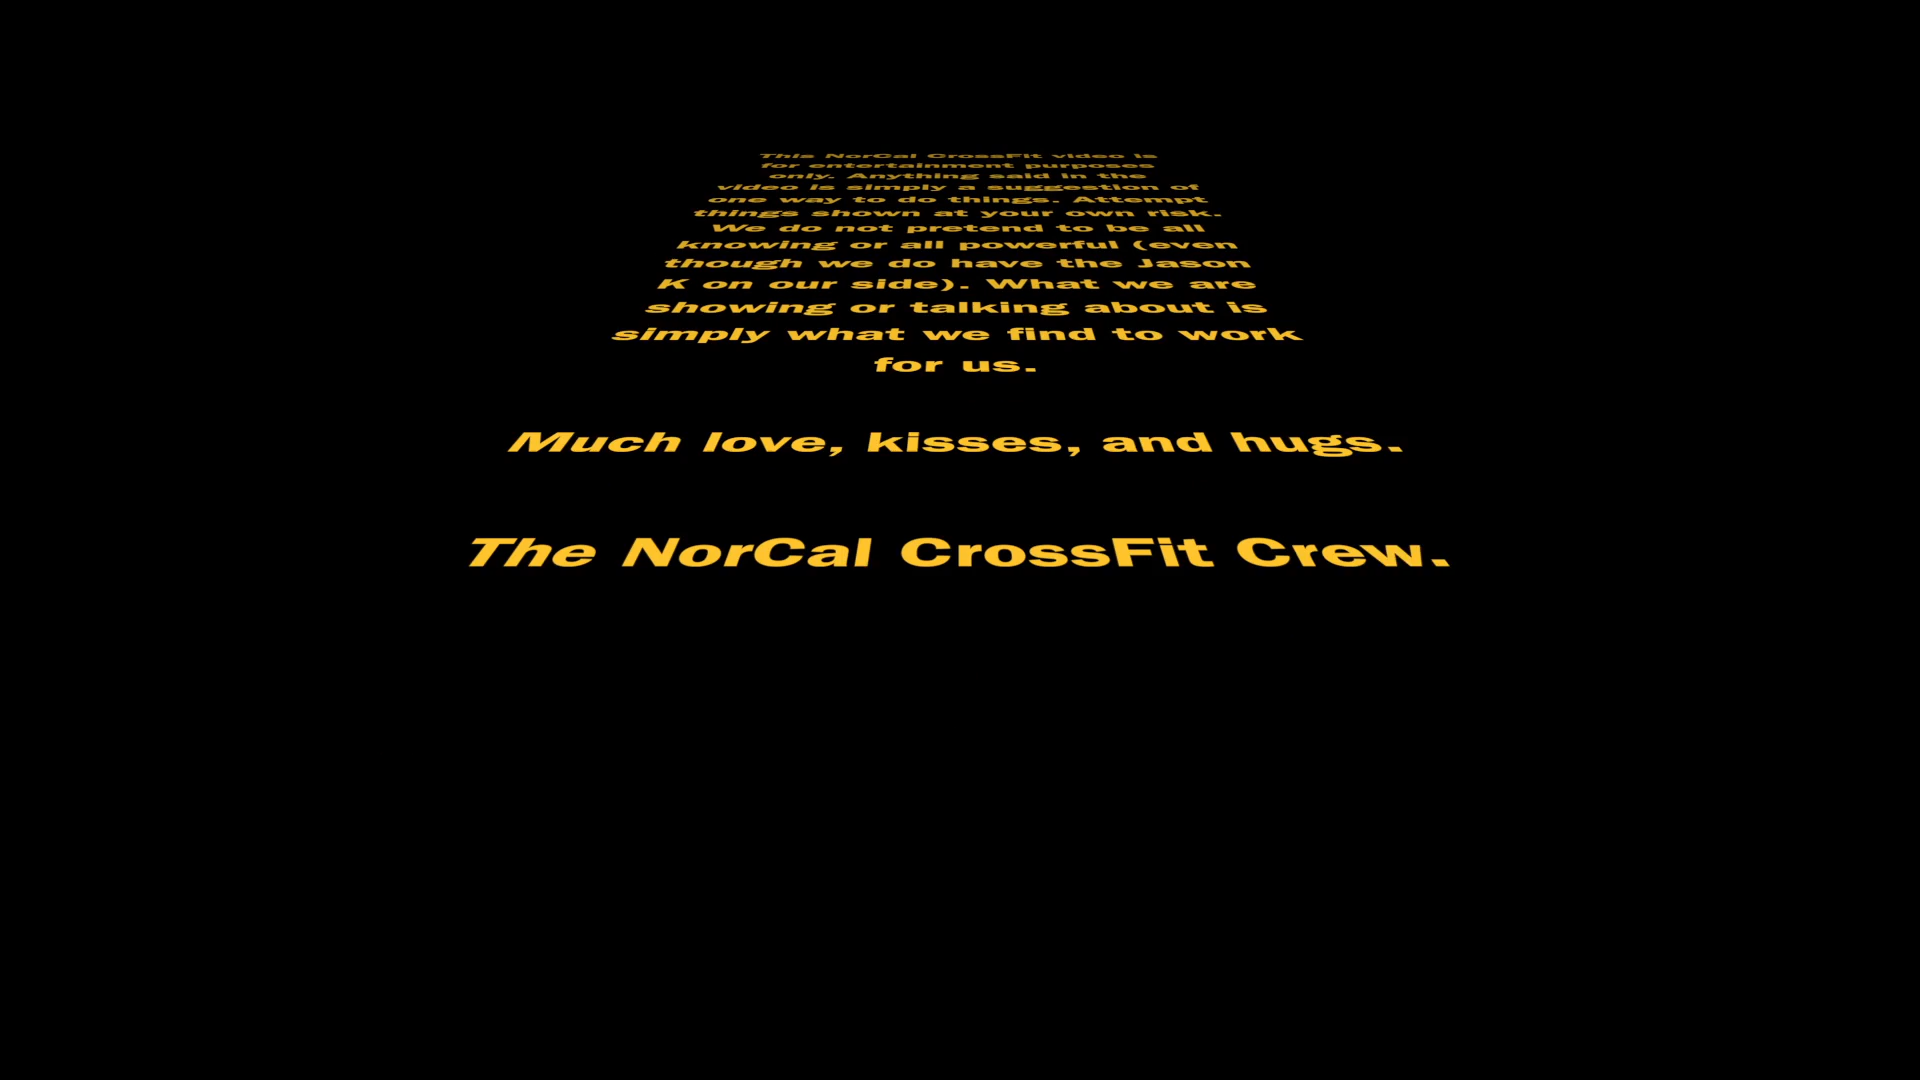 This NorCal CrossFit video is
for entertainment purposes
only. Anything said in the
video is simply a suggestion of
one way to do things. Attempt
things shown at your own risk.
We do not pretend to be all
knowing or all powerful (even
though we do have the Jason
K on our side). What we are
showing or talking about is
simply what we find to work
for us.
Much love, kisses, and hugs.
The NorCal CrossFit Crew.